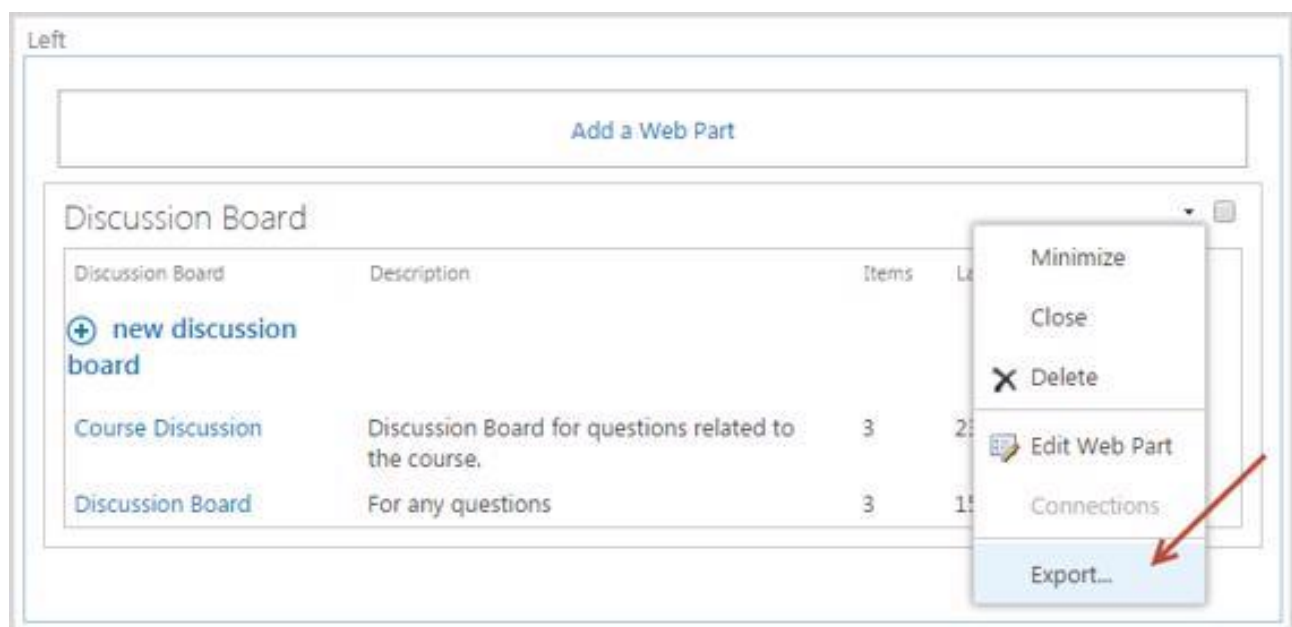 Left
Add a Web Part
Discussion Board
Discussion Board Description Items
new discussion
board
Course Discussion Discussion Board for questions related to 3
the course.
Discussion Board For any questions 3
Minimize
Close
Delete
Edit Web Part
Connections
Export...